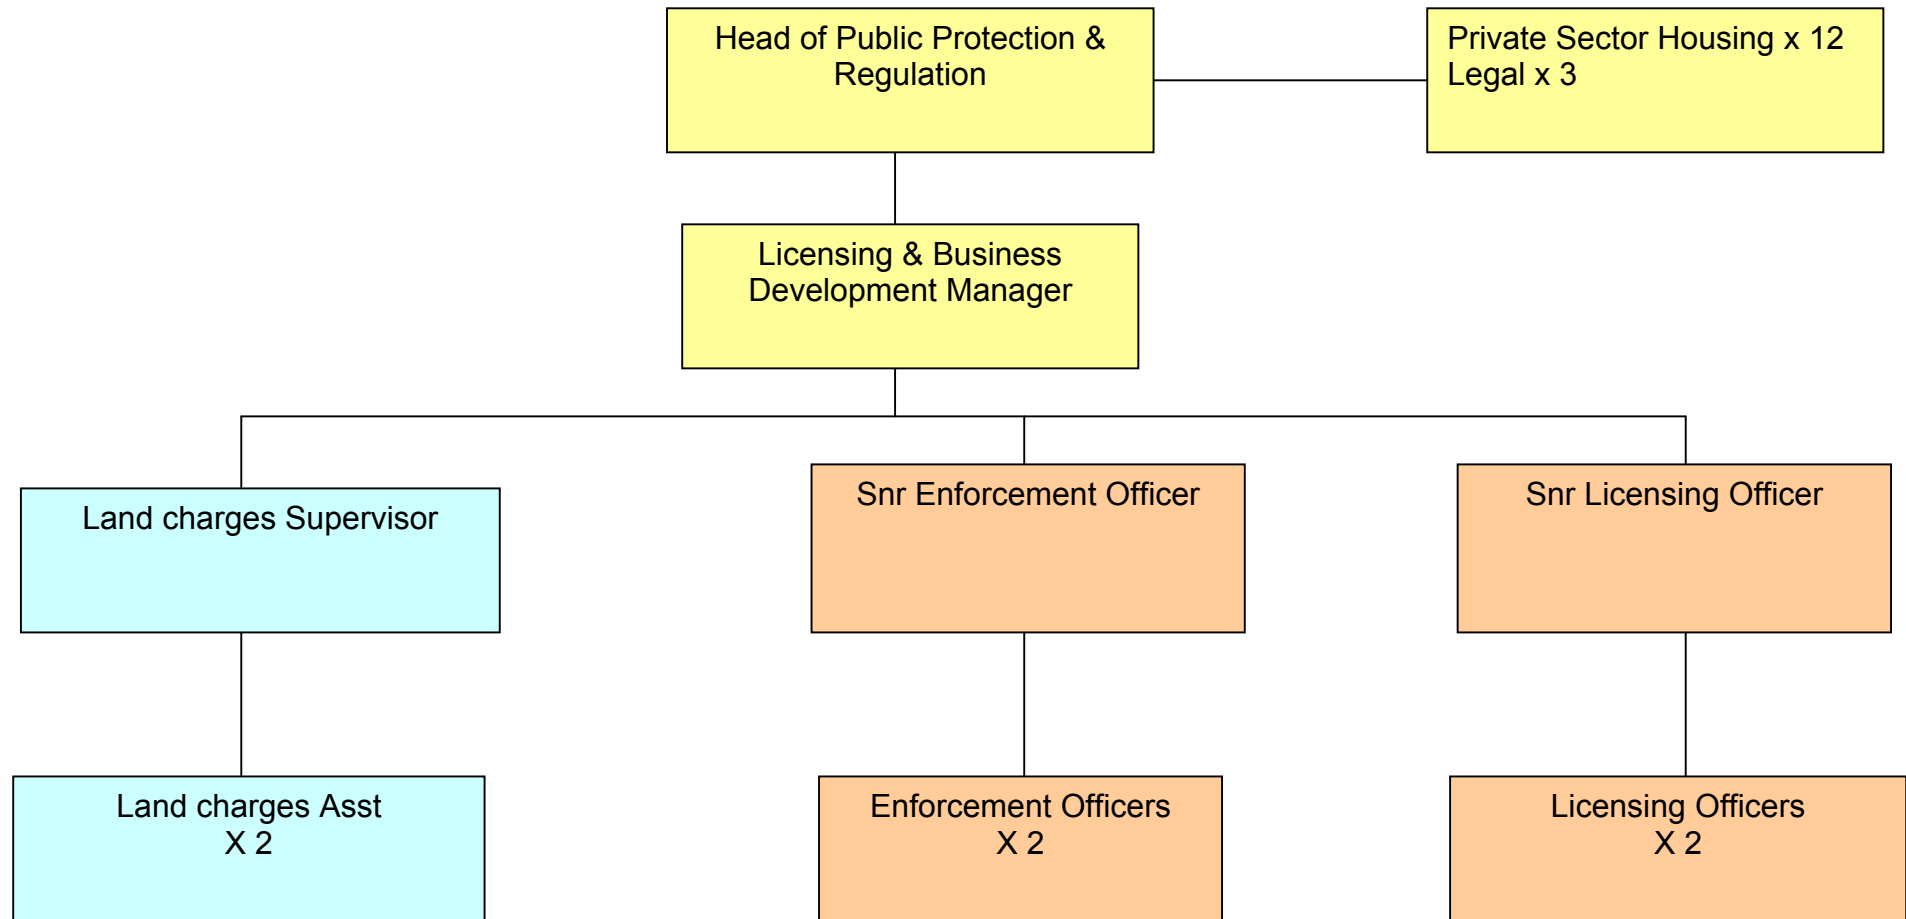 Head of Public Protection &
Regulation
Private Sector Housing x 12
Legal x 3
Licensing & Business
Development Manager
Land charges Supervisor
Snr Enforcement Officer
Snr Licensing Officer
Land charges Asst
X 2
Enforcement Officers
X 2
Licensing Officers
X 2